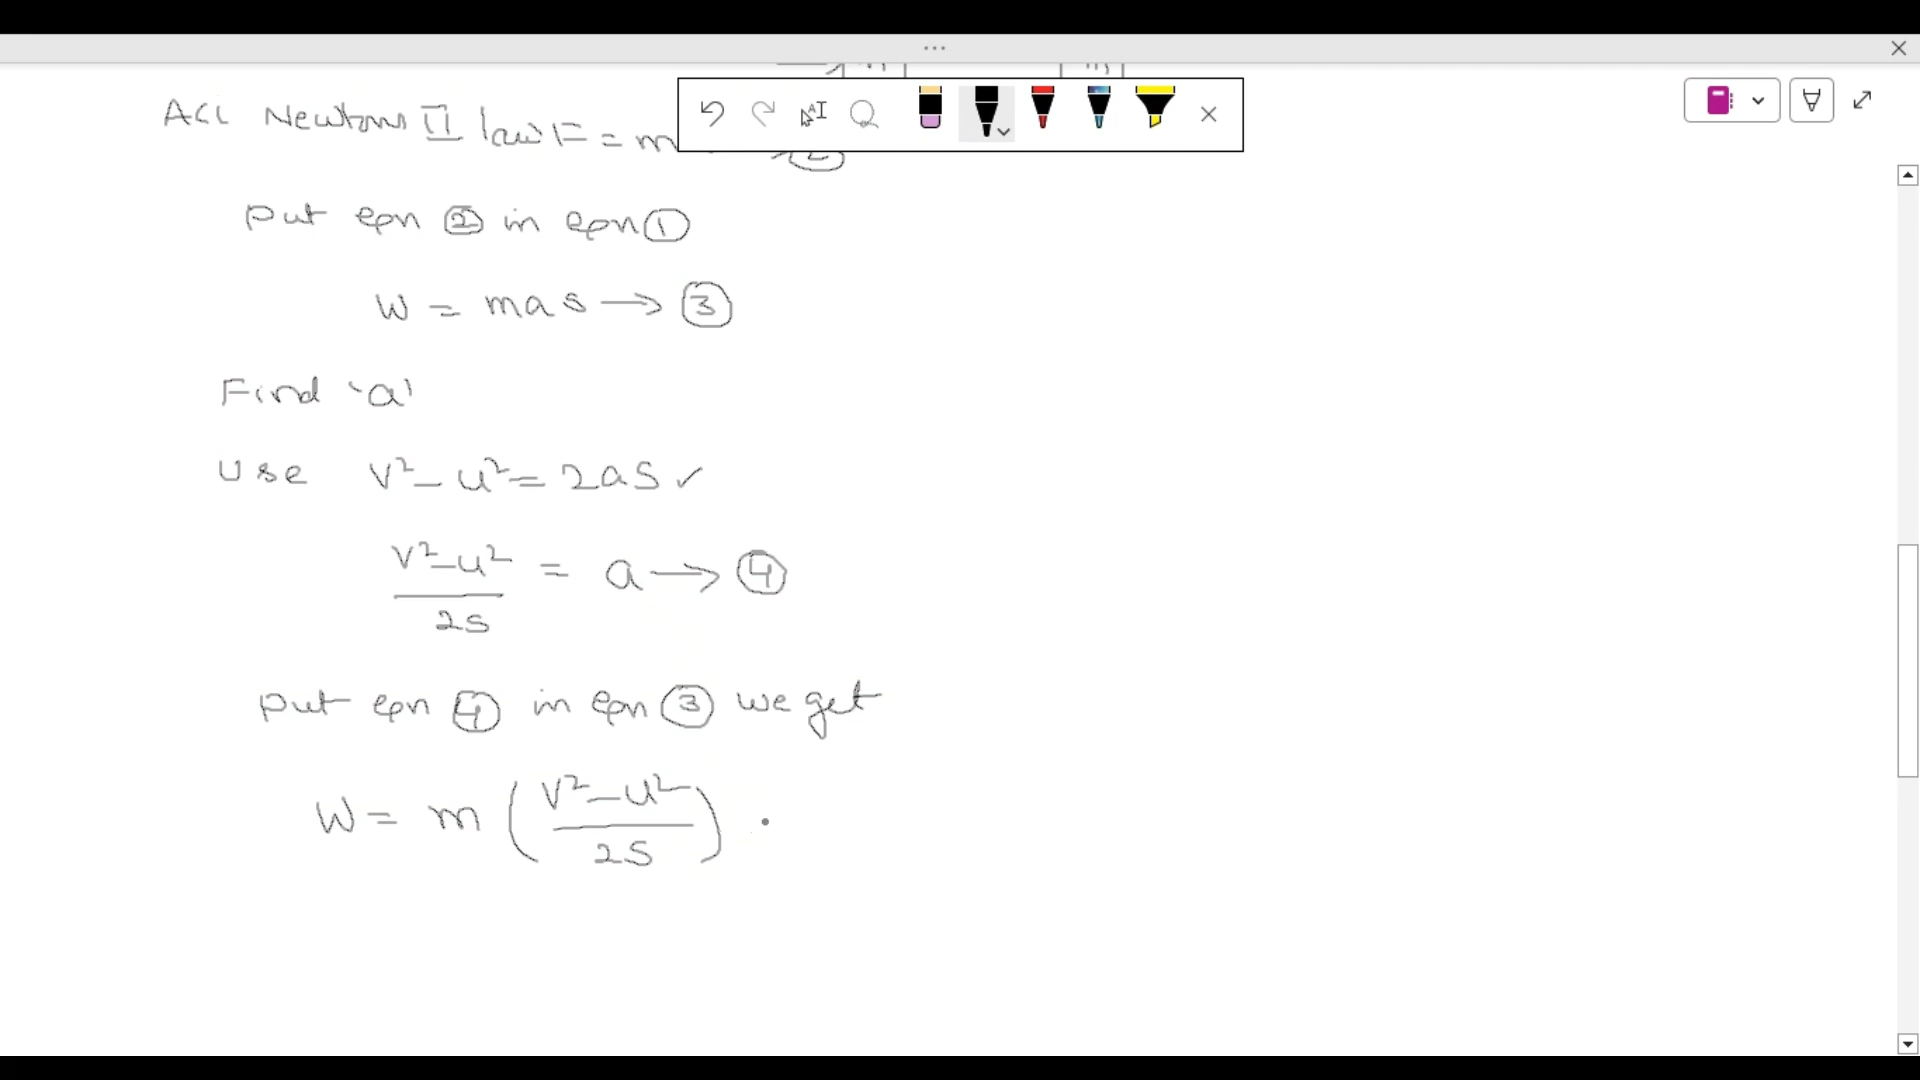 Acc Newtons II law F = m
put eqn ② in eqn ①
W = mas → ③
Find 'a'
Use v² - u² = 2as ✓
v² - u² / 2s = a → ④
put eqn ④ in eqn ③ we get
W = m ( v² - u² / 2s ) .